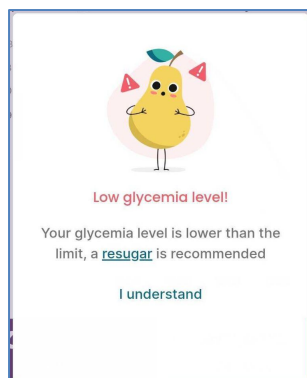 Low glycemia level!
Your glycemia level is lower than the
limit, a resugar is recommended
I understand